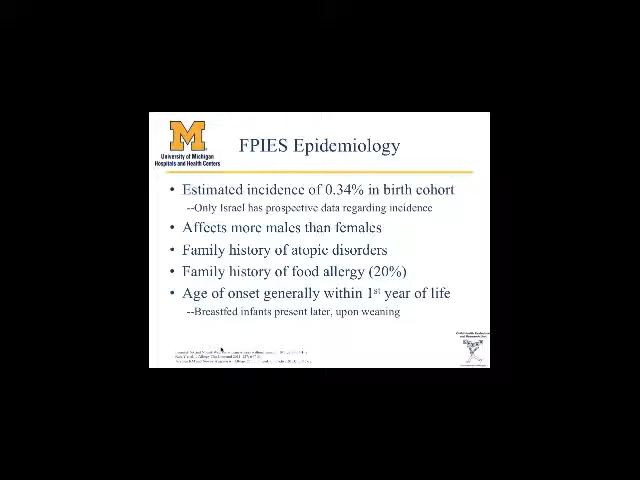 M
University of Michigan
Hospitals and Health Centers
FPIES Epidemiology
• Estimated incidence of 0.34% in birth cohort
--Only Israel has prospective data regarding incidence
• Affects more males than females
• Family history of atopic disorders
• Family history of food allergy (20%)
• Age of onset generally within 1st year of life
--Breastfed infants present later, upon weaning